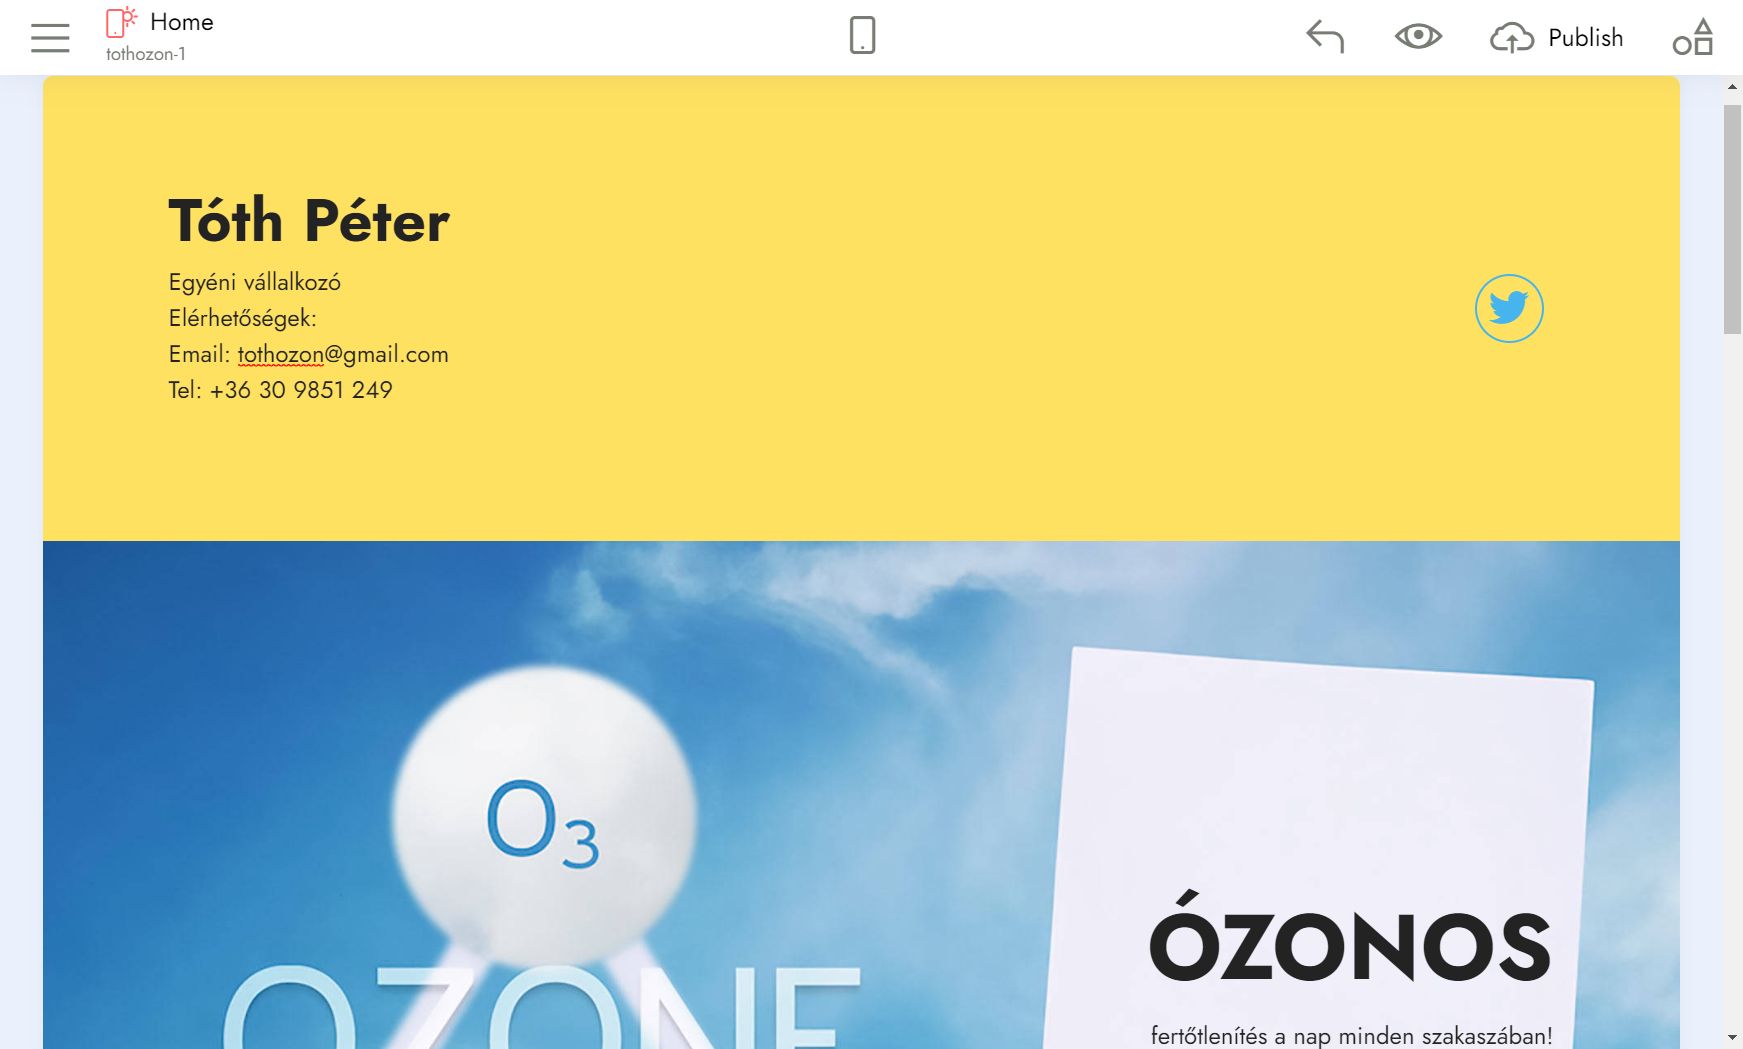 Home
tothozon-1
Publish
Tóth Péter
Egyéni vállalkozó
Elérhetőségek:
Email: tothozon@gmail.com
Tel: +36 30 9851 249
O₃
OZONE
ÓZONOS
fertőtlenítés a nap minden szakaszában!